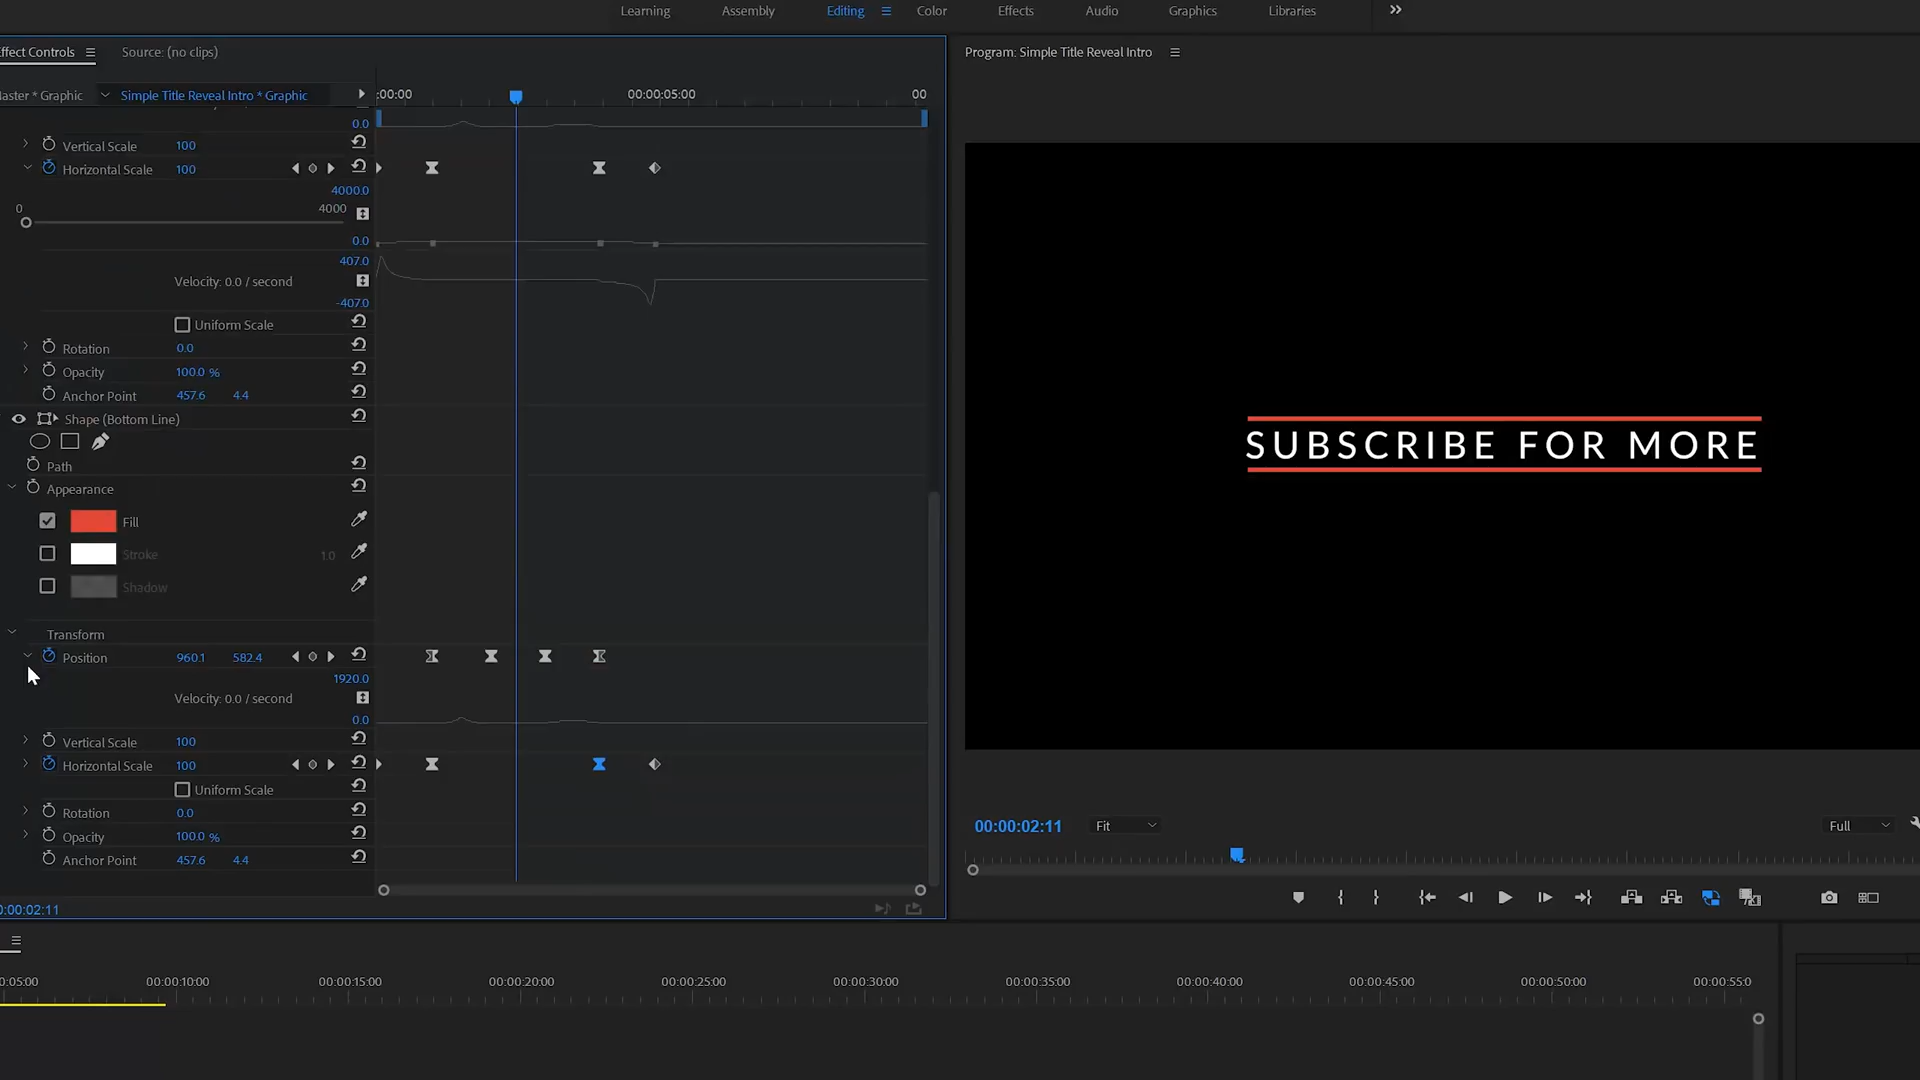 Learning Assembly Editing Color Effects Audio Graphics Libraries
ffect Controls Source: (no clips) Program: Simple Title Reveal Intro
aster * Graphic Simple Title Reveal Intro * Graphic ;00:00 00:00:05:00 00
0.0
Vertical Scale 100
Horizontal Scale 100
4000.0
0 4000
0.0
407.0
Velocity: 0.0 / second
-407.0
Uniform Scale
Rotation 0.0
Opacity 100.0 %
Anchor Point 457.6 4.4
Shape (Bottom Line)
SUBSCRIBE FOR MORE
Path
Appearance
Fill
Stroke 1.0
Shadow
Transform
Position 960.1 582.4
1920.0
Velocity: 0.0 / second
0.0
Vertical Scale 100
Horizontal Scale 100
Uniform Scale
Rotation 0.0
Opacity 100.0 %
Anchor Point 457.6 4.4
00:00:02:11 Fit Full
0:00:02:11
0:05:00 00:00:10:00 00:00:15:00 00:00:20:00 00:00:25:00 00:00:30:00 00:00:35:00 00:00:40:00 00:00:45:00 00:00:50:00 00:00:55:0